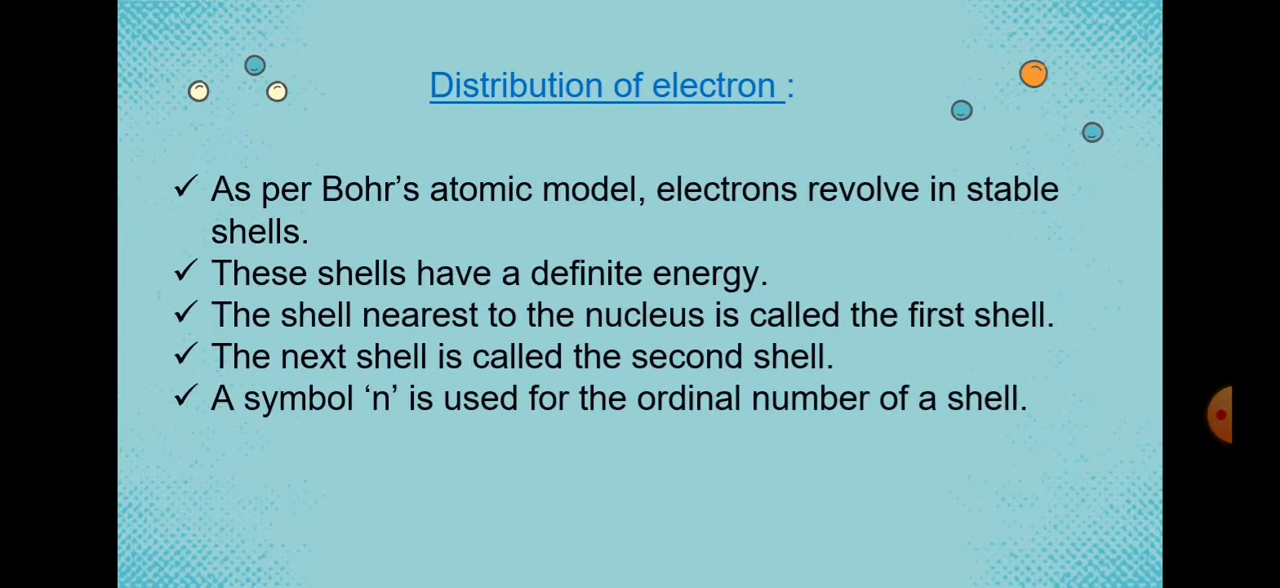 Distribution of electron :
✓ As per Bohr’s atomic model, electrons revolve in stable
shells.
✓ These shells have a definite energy.
✓ The shell nearest to the nucleus is called the first shell.
✓ The next shell is called the second shell.
✓ A symbol ‘n’ is used for the ordinal number of a shell.